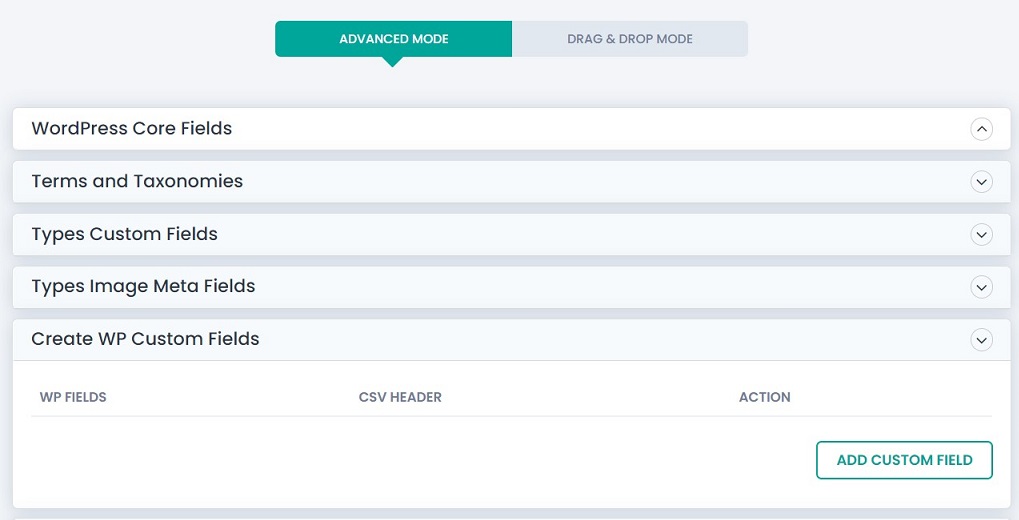 ADVANCED MODE
DRAG & DROP MODE
WordPress Core Fields
Terms and Taxonomies
Types Custom Fields
Types Image Meta Fields
Create WP Custom Fields
WP FIELDS CSV HEADER ACTION
ADD CUSTOM FIELD